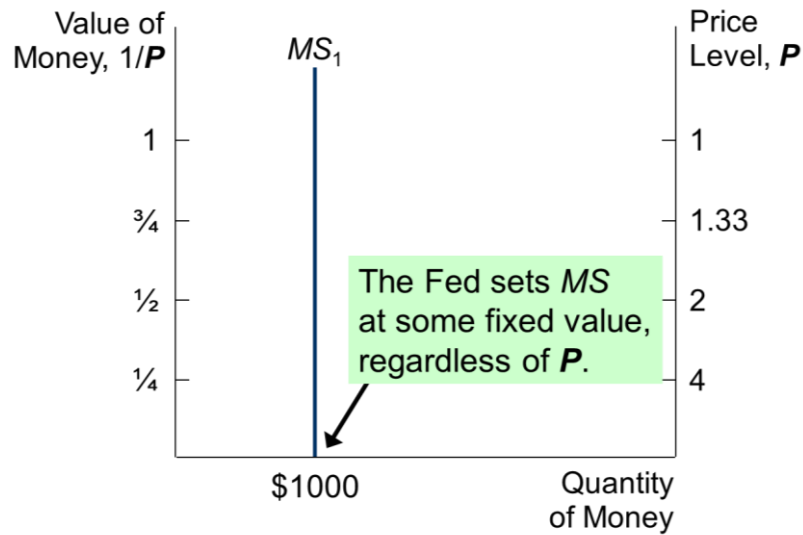 Value of
Money, 1/P
Price
Level, P
MS₁
1
1
¾
1.33
The Fed sets MS
at some fixed value,
regardless of P.
½
2
¼
4
$1000
Quantity
of Money